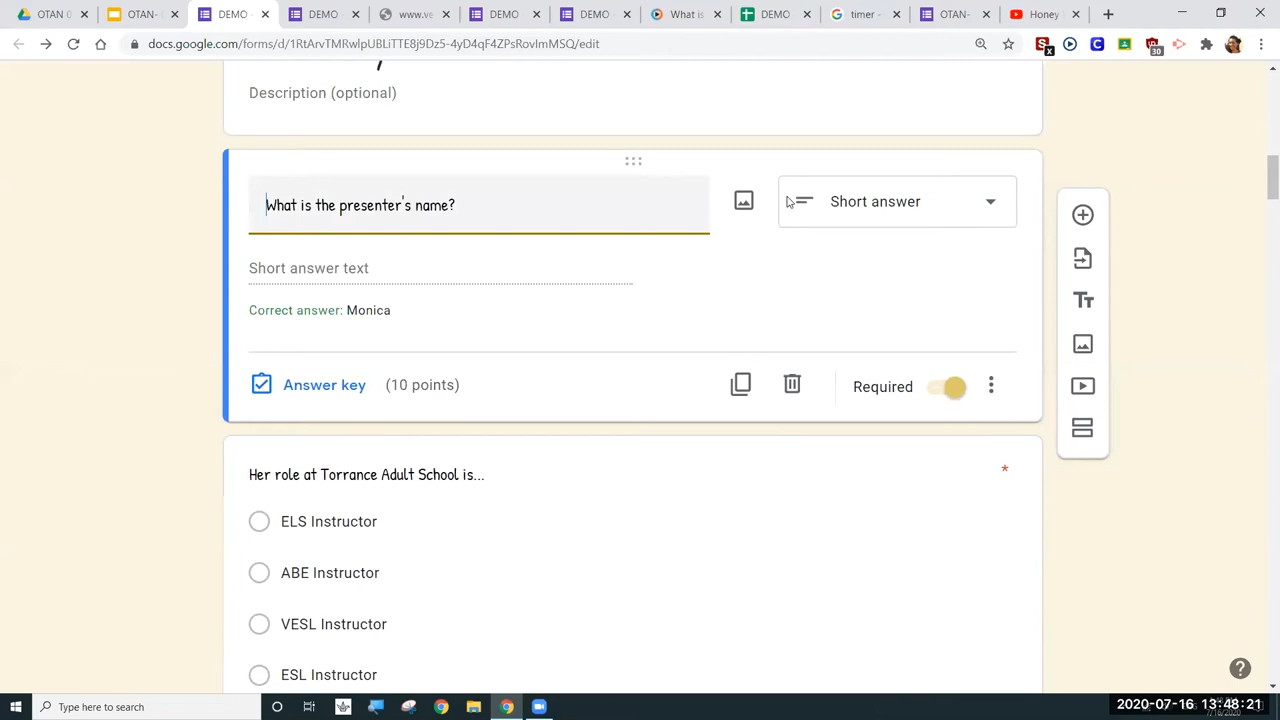 OTAN 0
OTAN-
DEMO -
DEMO
www.ve
DEMO
DEMO
What is
DEMO
timer -
OTAN-
Honey
docs.google.com/forms/d/1RtArvTMRwlpUBLiTEE8j6hz5-4yD4qF4ZPsRovlmMSQ/edit
Description (optional)
What is the presenter's name?
Short answer
Short answer text
Correct answer: Monica
Answer key (10 points)
Required
Her role at Torrance Adult School is... *
ELS Instructor
ABE Instructor
VESL Instructor
ESL Instructor
Type here to search
2020-07-16 13:48:21